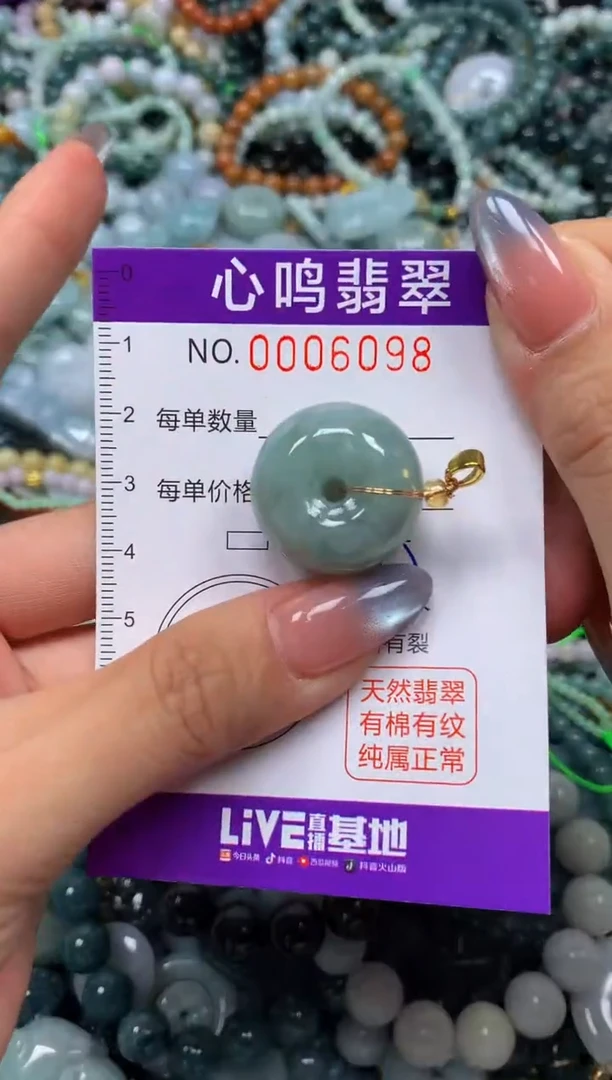 心鸣翡翠
0
1
NO. 0006098
2
每单数量
3
每单价格
4
5
有裂
天然翡翠
有棉有纹
纯属正常
LiVE直播基地
今日头条 抖音 西瓜视频 抖音火山版